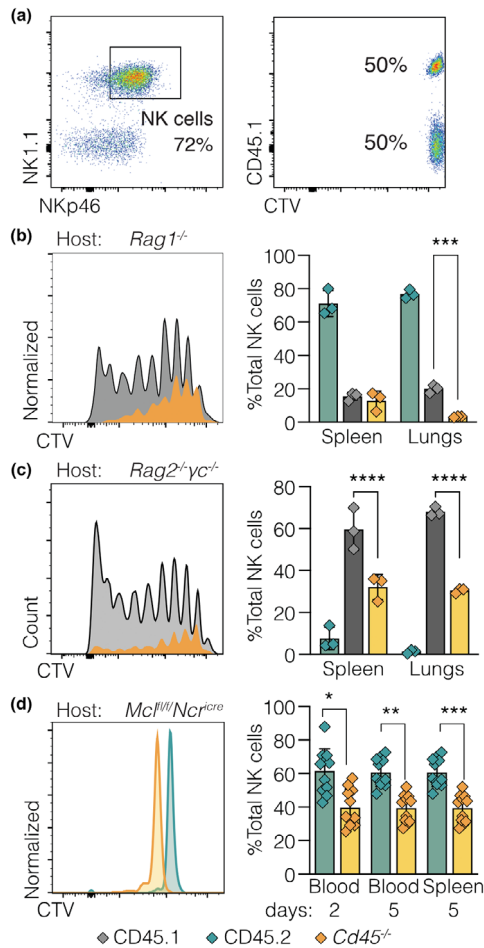 (a)
NK1.1
NK cells
72%
NKp46
CD45.1
50%
50%
CTV
(b) Host: Rag1-/-
Normalized
CTV
%Total NK cells
100
80
60
40
20
0
***
Spleen Lungs
(c) Host: Rag2-/-γc-/-
Count
CTV
%Total NK cells
80
60
40
20
0
**** ****
Spleen Lungs
(d) Host: Mclfl/fl/Ncricre
Normalized
CTV
%Total NK cells
100
80
60
40
20
0
* ** ***
Blood Blood Spleen
days: 2 5 5
CD45.1 CD45.2 Cd45-/-